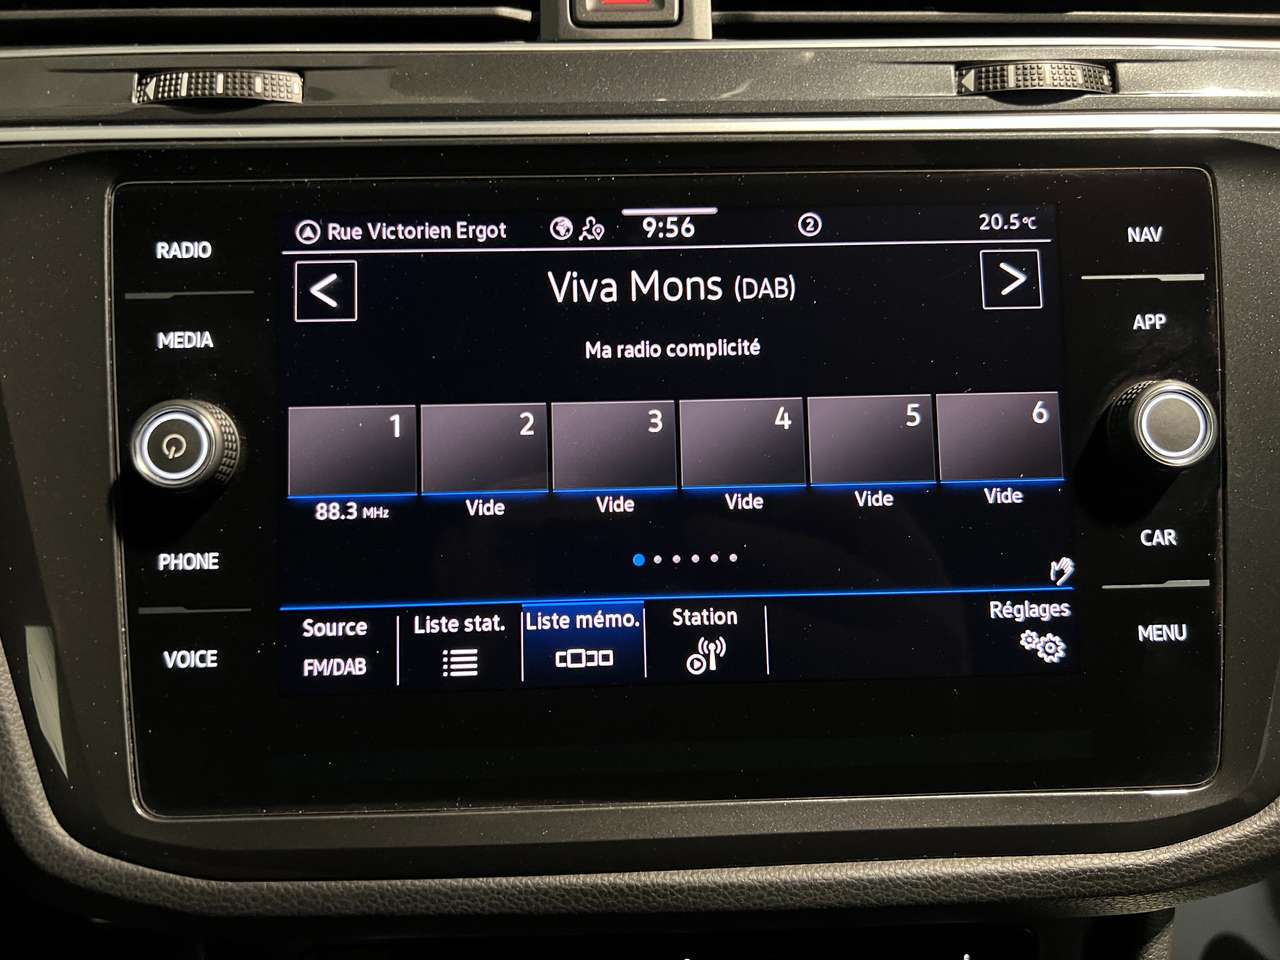 Rue Victorien Ergot
9:56
2
20.5°C
RADIO
NAV
<
Viva Mons (DAB)
>
MEDIA
APP
Ma radio complicité
1
2
3
4
5
6
88.3 MHz
Vide
Vide
Vide
Vide
Vide
PHONE
CAR
Source
FM/DAB
Liste stat.
Liste mémo.
Station
Réglages
VOICE
MENU